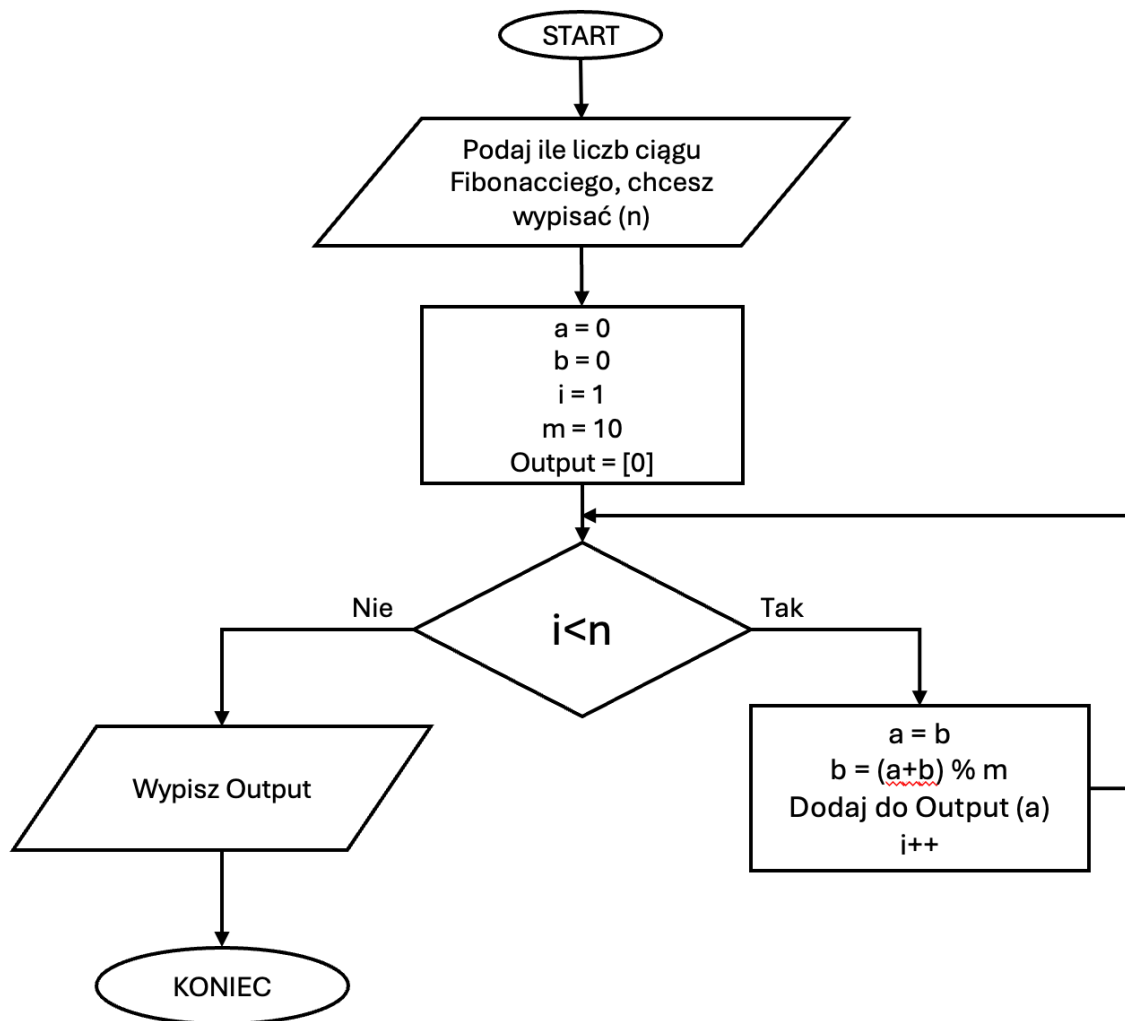 START
Podaj ile liczb ciągu
Fibonacciego, chcesz
wypisać (n)
a = 0
b = 0
i = 1
m = 10
Output = [0]
Nie
i<n
Tak
a = b
b = (a+b) % m
Dodaj do Output (a)
i++
Wypisz Output
KONIEC